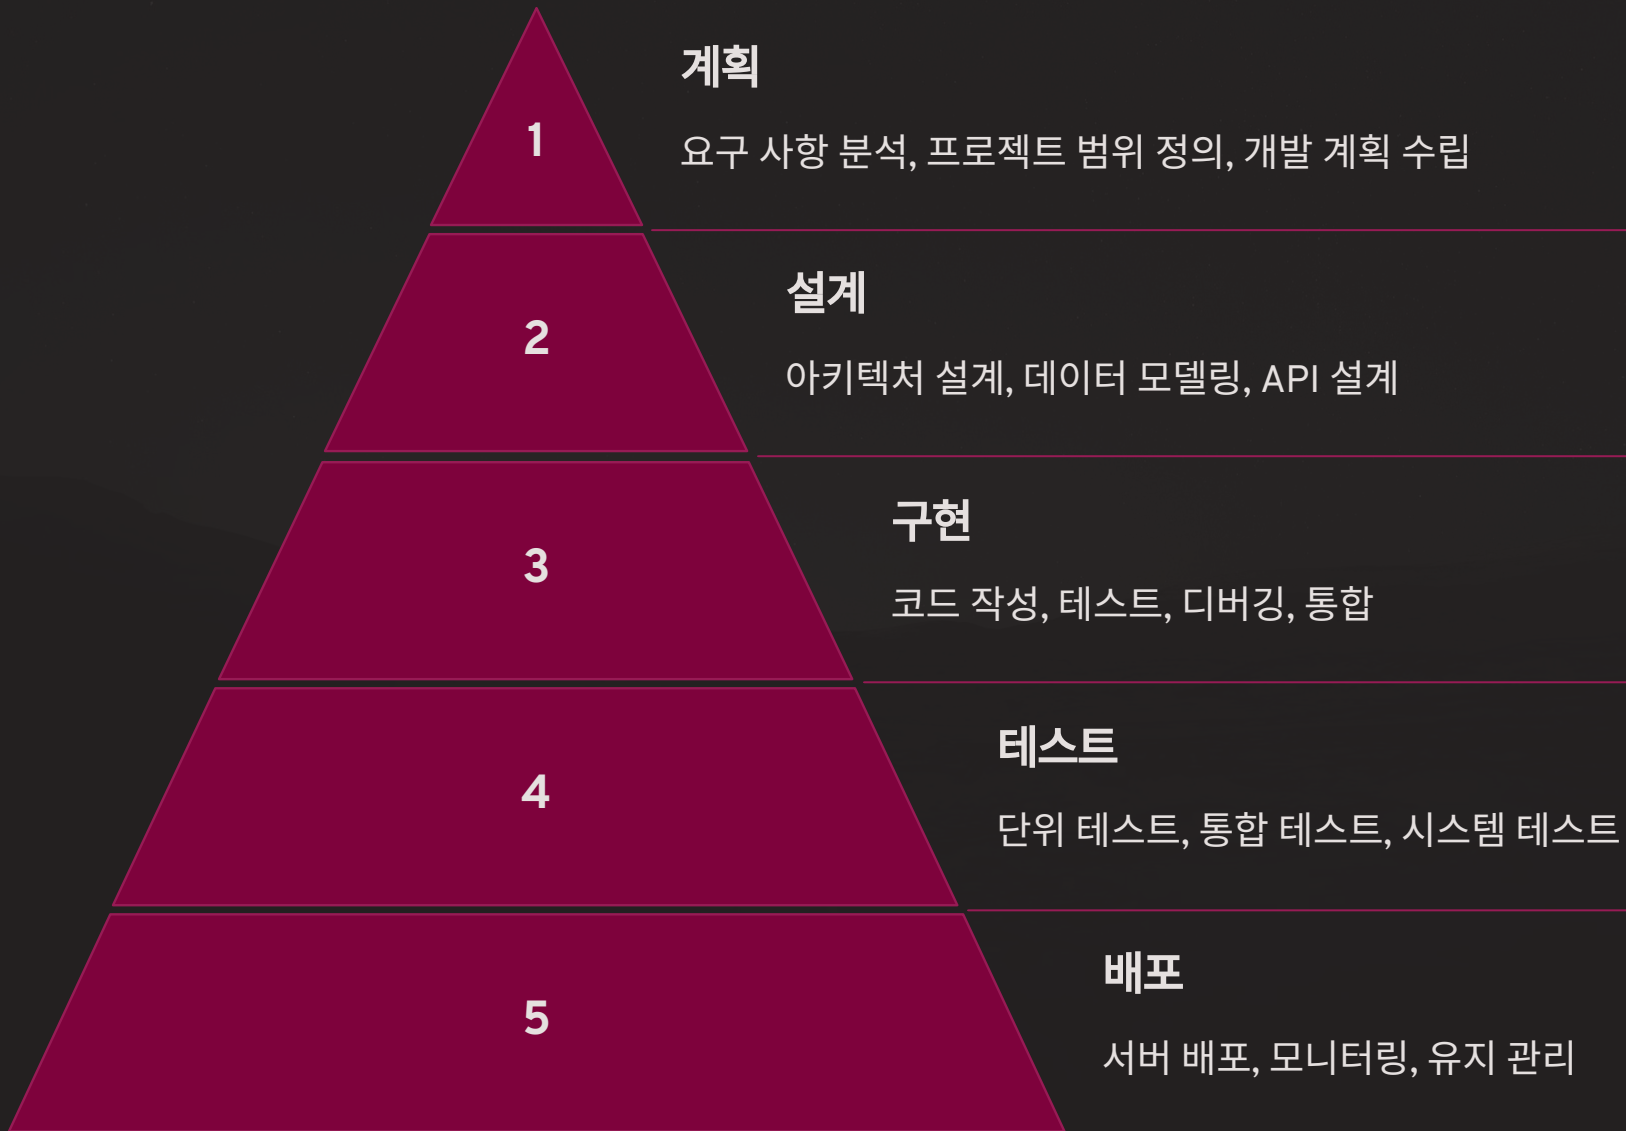 1
계획
요구 사항 분석, 프로젝트 범위 정의, 개발 계획 수립
2
설계
아키텍처 설계, 데이터 모델링, API 설계
3
구현
코드 작성, 테스트, 디버깅, 통합
4
테스트
단위 테스트, 통합 테스트, 시스템 테스트
5
배포
서버 배포, 모니터링, 유지 관리